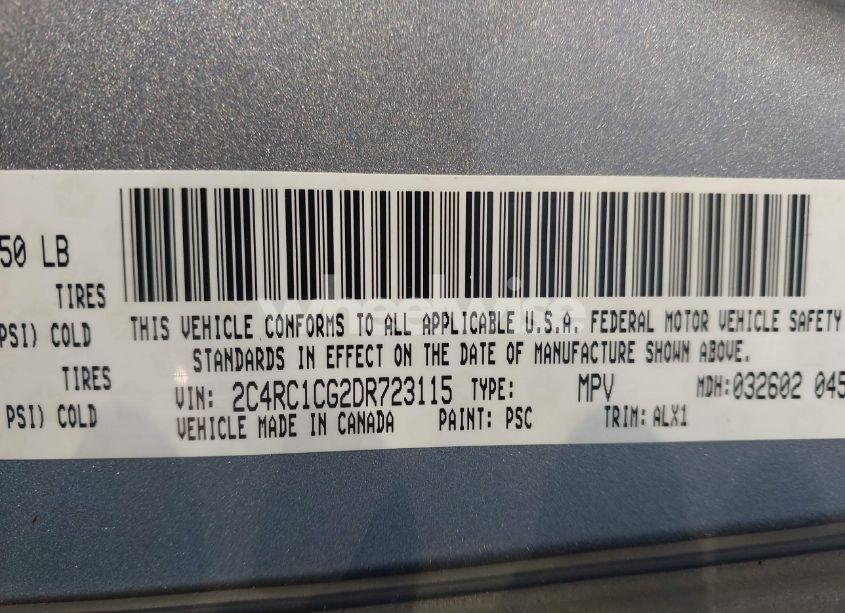 50 LB
TIRES
PSI) COLD
TIRES
PSI) COLD
THIS VEHICLE CONFORMS TO ALL APPLICABLE U.S.A. FEDERAL MOTOR VEHICLE SAFETY
STANDARDS IN EFFECT ON THE DATE OF MANUFACTURE SHOWN ABOVE.
VIN: 2C4RC1CG2DR723115 TYPE: MPV MDH:032602 045
VEHICLE MADE IN CANADA PAINT: PSC TRIM: ALX1
wheelwise